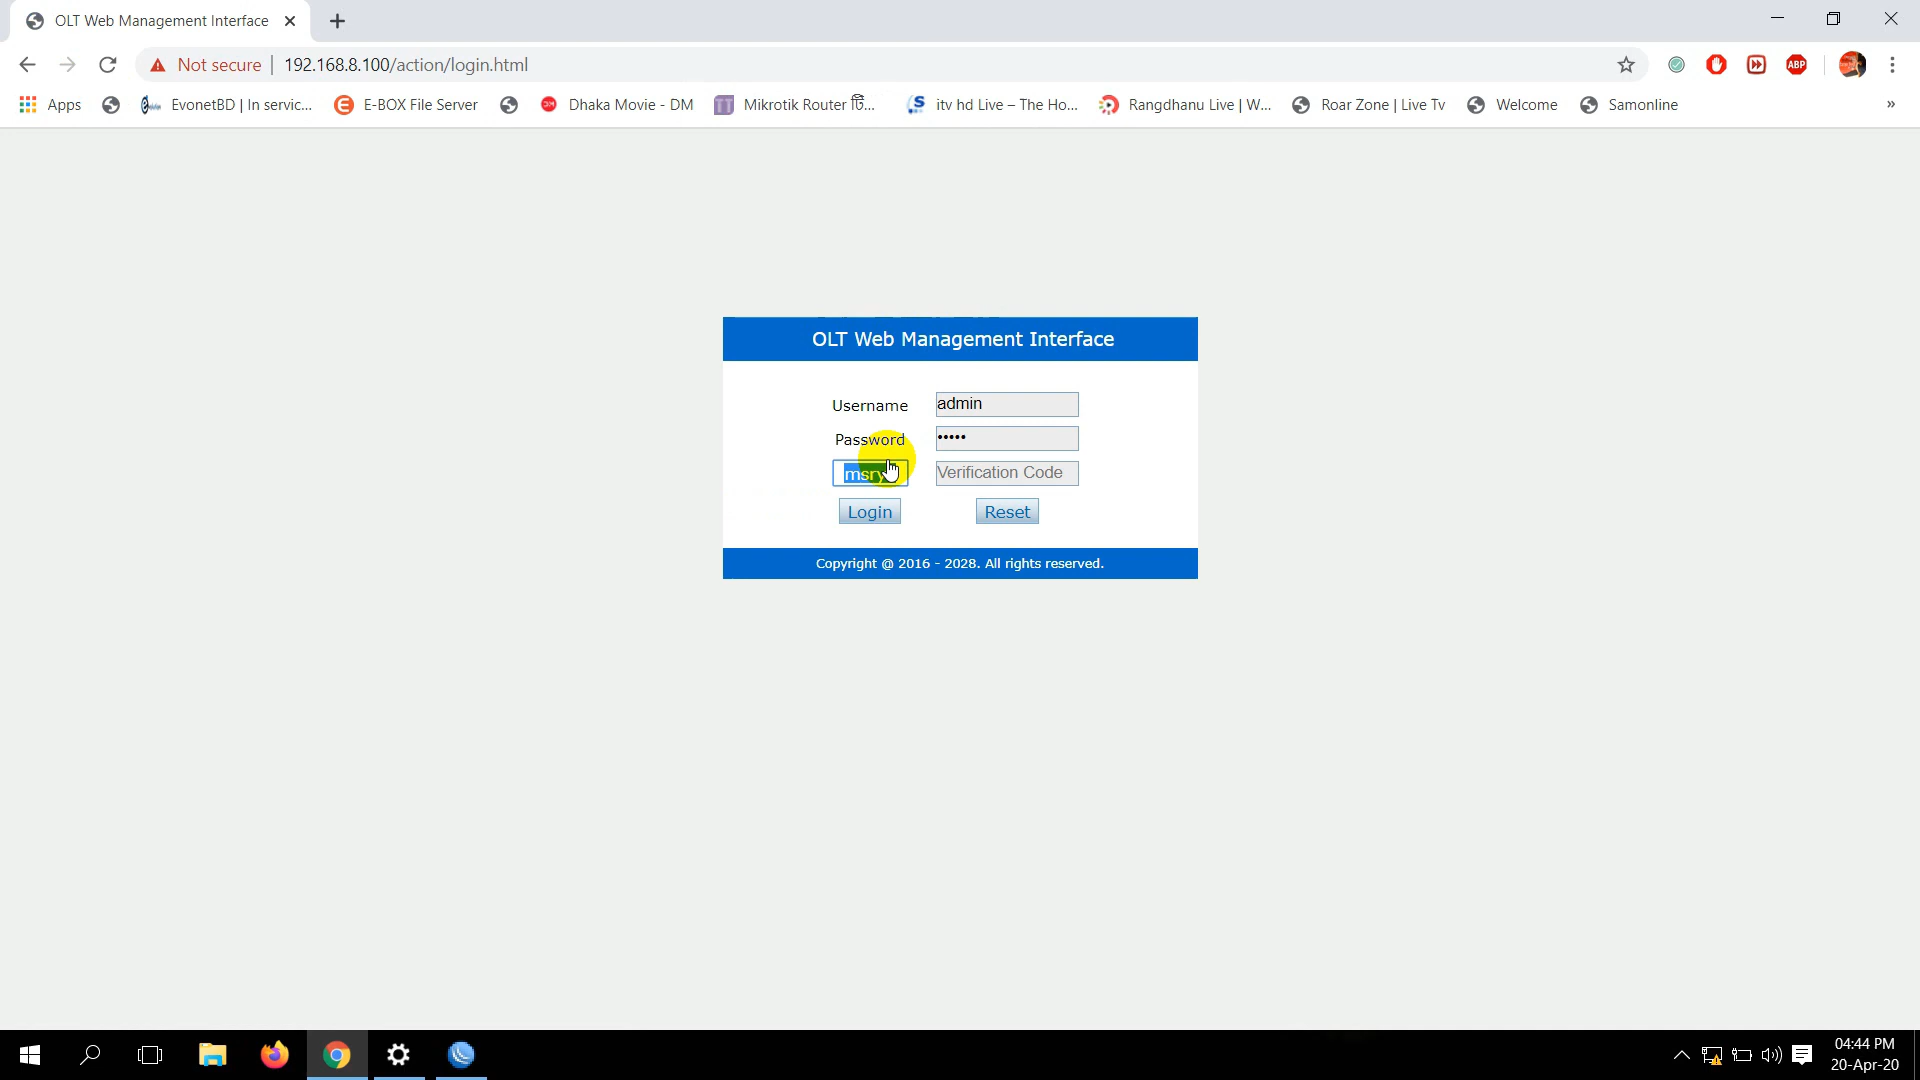 OLT Web Management Interface
Not secure
192.168.8.100/action/login.html
ABP
Apps
EvonetBD | In servic...
E-BOX File Server
Dhaka Movie - DM
Mikrotik Router টি...
itv hd Live – The Ho...
Rangdhanu Live | W...
Roar Zone | Live Tv
Welcome
Samonline
»
OLT Web Management Interface
Username
admin
Password
•••••
Verification Code
Login
Reset
Copyright @ 2016 - 2028. All rights reserved.
04:44 PM
20-Apr-20